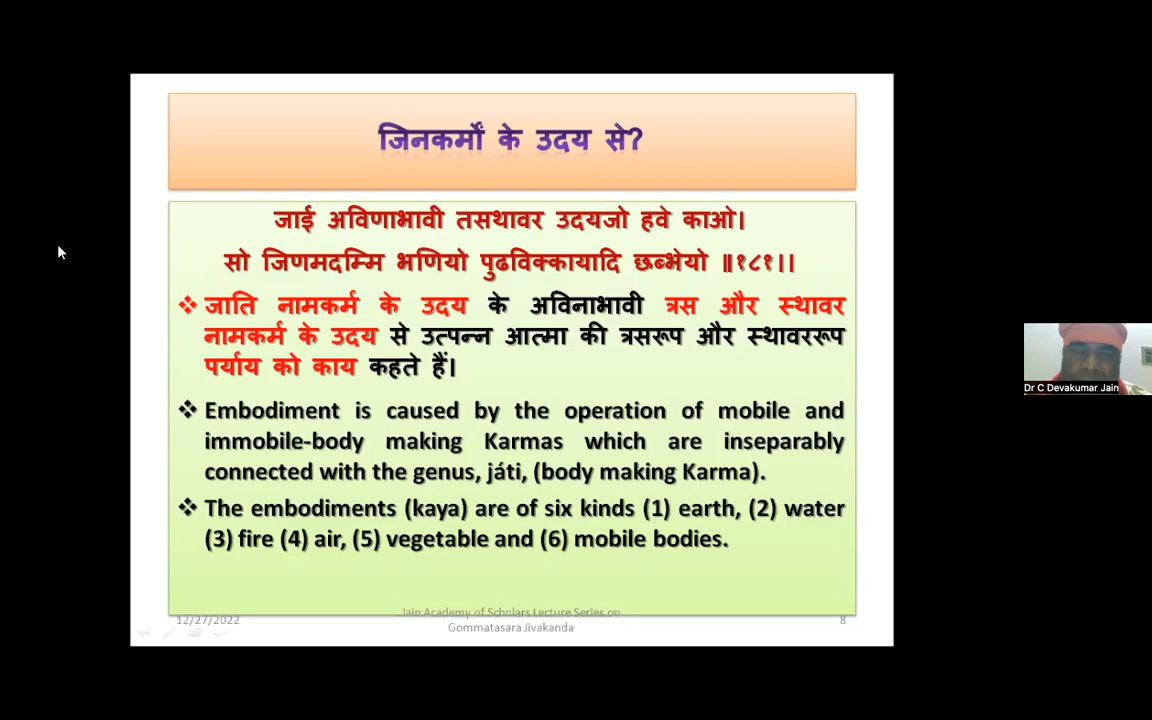 जिनकर्मों के उदय से?
जाई अविणाभावी तसथावर उदयजो हवे काओ।
सो जिणमदम्मि भणियो पुढविक्कायादि छब्भेयो ॥१८१।।
❖ जाति नामकर्म के उदय के अविनाभावी त्रस और स्थावर
नामकर्म के उदय से उत्पन्न आत्मा की त्रसरूप और स्थावररूप
पर्याय को काय कहते हैं।
❖ Embodiment is caused by the operation of mobile and
immobile-body making Karmas which are inseparably
connected with the genus, játi, (body making Karma).
❖ The embodiments (kaya) are of six kinds (1) earth, (2) water
(3) fire (4) air, (5) vegetable and (6) mobile bodies.
12/27/2022
Jain Academy of Scholars Lecture Series on
Gommatasara Jivakanda
8
Dr C Devakumar Jain